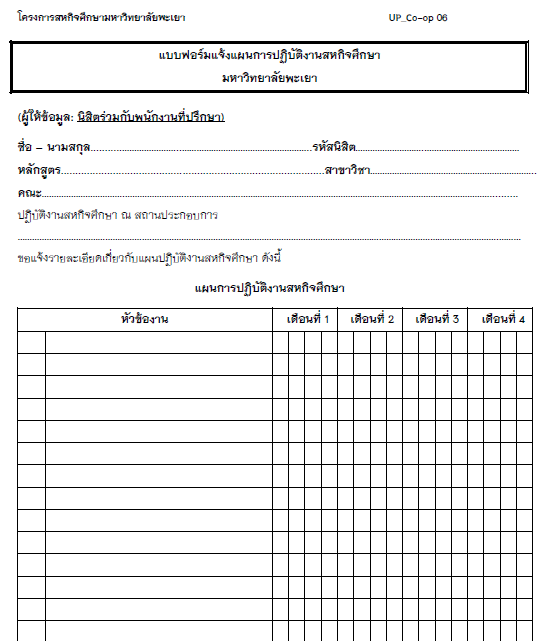 โครงการสหกิจศึกษามหาวิทยาลัยพะเยา UP_Co-op 06
แบบฟอร์มแจ้งแผนการปฏิบัติงานสหกิจศึกษา
มหาวิทยาลัยพะเยา
(ผู้ให้ข้อมูล: นิสิตร่วมกับพนักงานที่ปรึกษา)
ชื่อ – นามสกุล............................................................รหัสนิสิต............................................
หลักสูตร......................................................................สาขาวิชา............................................
คณะ..............................................................................................................................
ปฏิบัติงานสหกิจศึกษา ณ สถานประกอบการ
......................................................................................................................................
ขอแจ้งรายละเอียดเกี่ยวกับแผนปฏิบัติงานสหกิจศึกษา ดังนี้
แผนการปฏิบัติงานสหกิจศึกษา
หัวข้องาน เดือนที่ 1 เดือนที่ 2 เดือนที่ 3 เดือนที่ 4